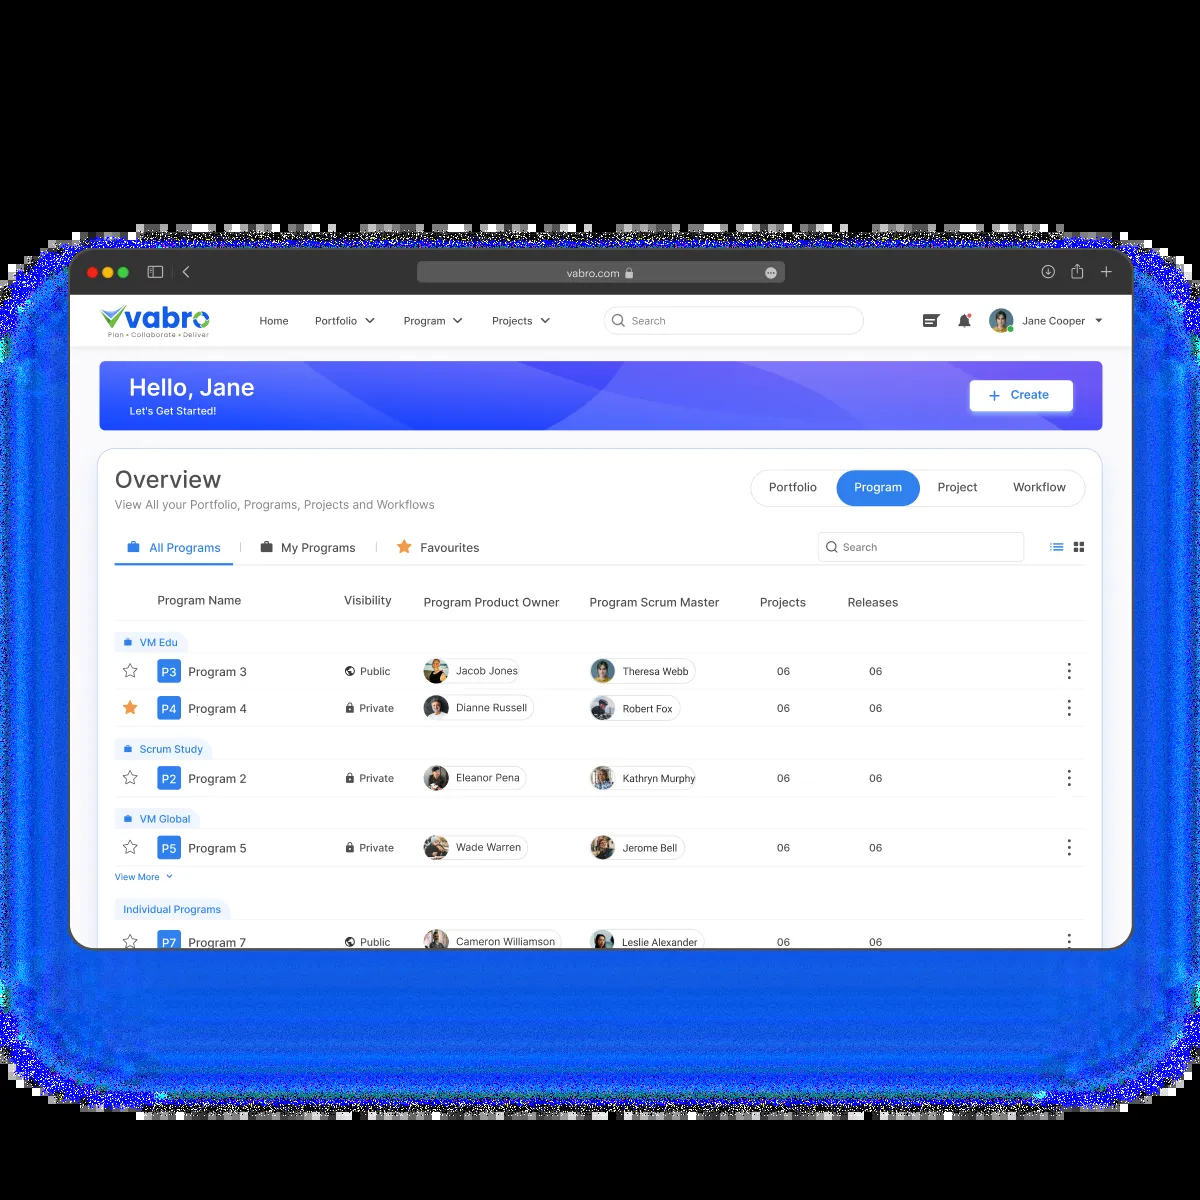 vabro.com
vabro
Plan • Collaborate • Deliver
Home Portfolio Program Projects Search Jane Cooper
Hello, Jane
Let's Get Started!
+ Create
Overview
View All your Portfolio, Programs, Projects and Workflows
Portfolio Program Project Workflow
All Programs My Programs Favourites Search
Program Name Visibility Program Product Owner Program Scrum Master Projects Releases
VM Edu
P3 Program 3 Public Jacob Jones Theresa Webb 06 06
P4 Program 4 Private Dianne Russell Robert Fox 06 06
Scrum Study
P2 Program 2 Private Eleanor Pena Kathryn Murphy 06 06
VM Global
P5 Program 5 Private Wade Warren Jerome Bell 06 06
View More
Individual Programs
P7 Program 7 Public Cameron Williamson Leslie Alexander 06 06